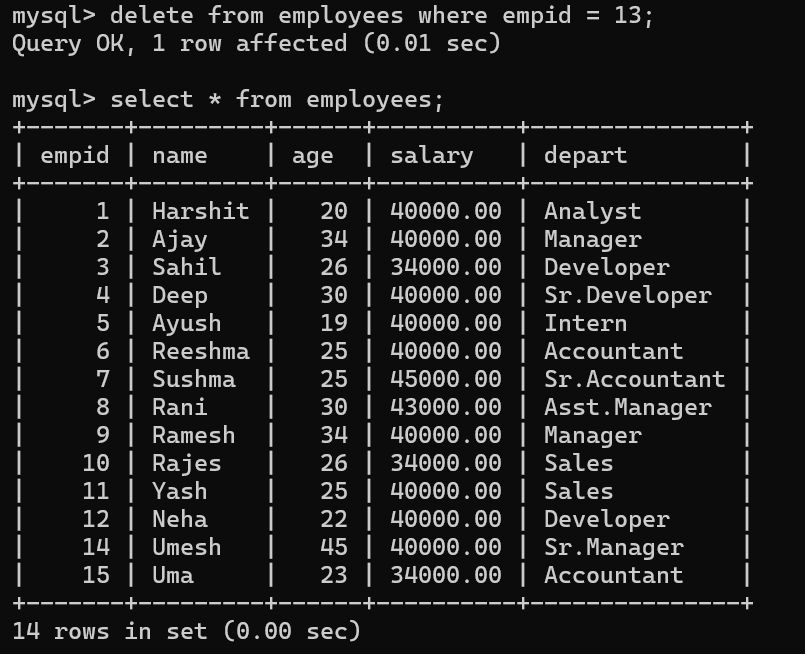 mysql> delete from employees where empid = 13;
Query OK, 1 row affected (0.01 sec)

mysql> select * from employees;
+-------+---------+------+----------+---------------+
| empid | name    | age  | salary   | depart        |
+-------+---------+------+----------+---------------+
|     1 | Harshit |   20 | 40000.00 | Analyst       |
|     2 | Ajay    |   34 | 40000.00 | Manager       |
|     3 | Sahil   |   26 | 34000.00 | Developer     |
|     4 | Deep    |   30 | 40000.00 | Sr.Developer  |
|     5 | Ayush   |   19 | 40000.00 | Intern        |
|     6 | Reeshma |   25 | 40000.00 | Accountant    |
|     7 | Sushma  |   25 | 45000.00 | Sr.Accountant |
|     8 | Rani    |   30 | 43000.00 | Asst.Manager  |
|     9 | Ramesh  |   34 | 40000.00 | Manager       |
|    10 | Rajes   |   26 | 34000.00 | Sales         |
|    11 | Yash    |   25 | 40000.00 | Sales         |
|    12 | Neha    |   22 | 40000.00 | Developer     |
|    14 | Umesh   |   45 | 40000.00 | Sr.Manager    |
|    15 | Uma     |   23 | 34000.00 | Accountant    |
+-------+---------+------+----------+---------------+
14 rows in set (0.00 sec)